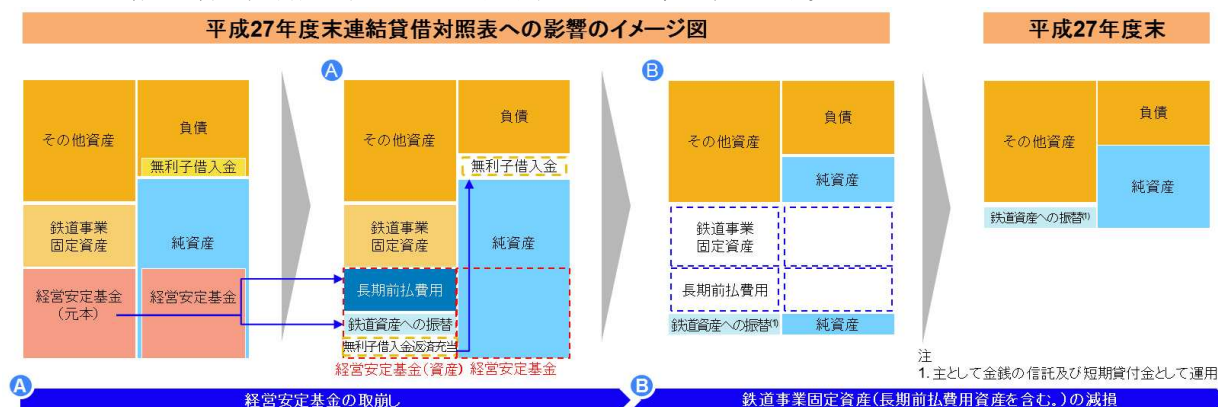 平成27年度末連結貸借対照表への影響のイメージ図
平成27年度末
その他資産
負債
無利子借入金
鉄道事業
固定資産
純資産
経営安定基金
(元本)
経営安定基金
A
その他資産
負債
無利子借入金
鉄道事業
固定資産
純資産
長期前払費用
鉄道資産への振替
無利子借入金返済充当
経営安定基金(資産)
経営安定基金
B
その他資産
負債
純資産
鉄道事業
固定資産
長期前払費用
鉄道資産への振替(1)
純資産
その他資産
負債
純資産
鉄道資産への振替(1)
注
1. 主として金銭の信託及び短期貸付金として運用
A
経営安定基金の取崩し
B
鉄道事業固定資産(長期前払費用資産を含む。)の減損